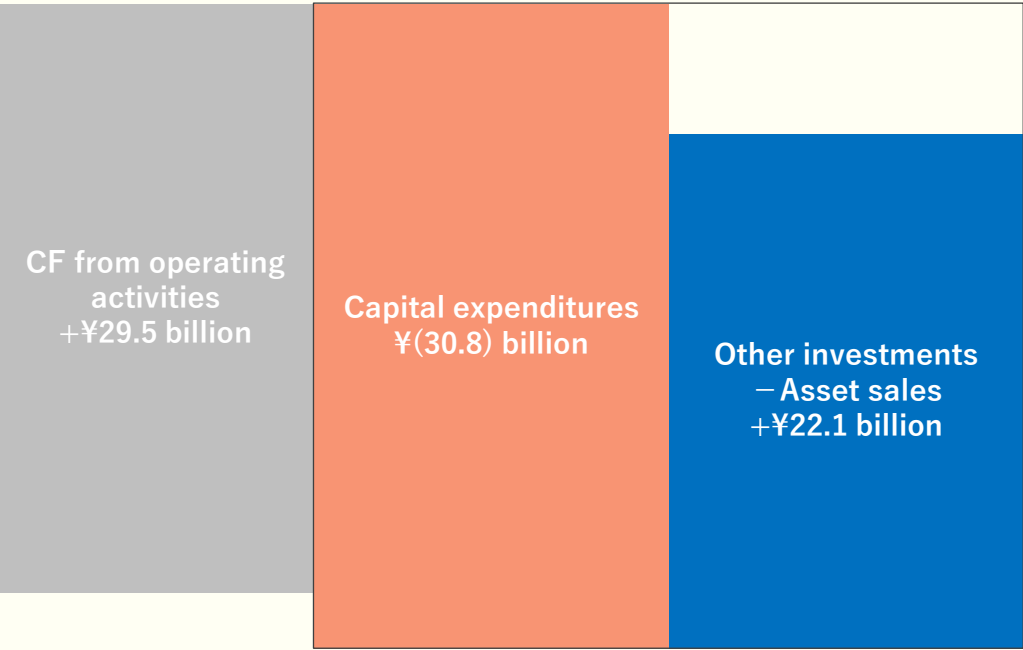 CF from operating
activities
+¥29.5 billion
Capital expenditures
¥(30.8) billion
Other investments
－Asset sales
+¥22.1 billion